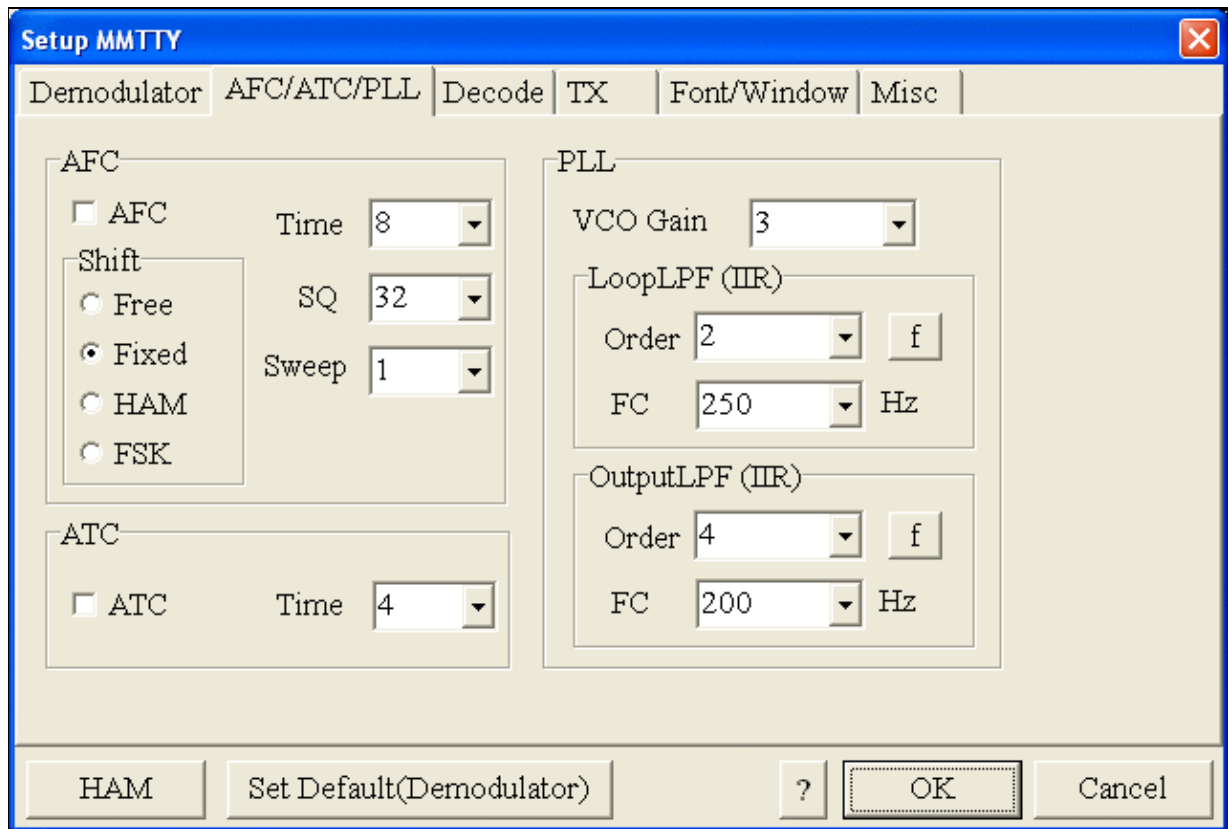 Setup MMTTY
Demodulator AFC/ATC/PLL Decode TX Font/Window Misc
AFC
AFC
Time 8
Shift
Free
Fixed
HAM
FSK
SQ 32
Sweep 1
ATC
ATC
Time 4
PLL
VCO Gain 3
LoopLPF (IIR)
Order 2 f
FC 250 Hz
OutputLPF (IIR)
Order 4 f
FC 200 Hz
HAM Set Default(Demodulator) ? OK Cancel